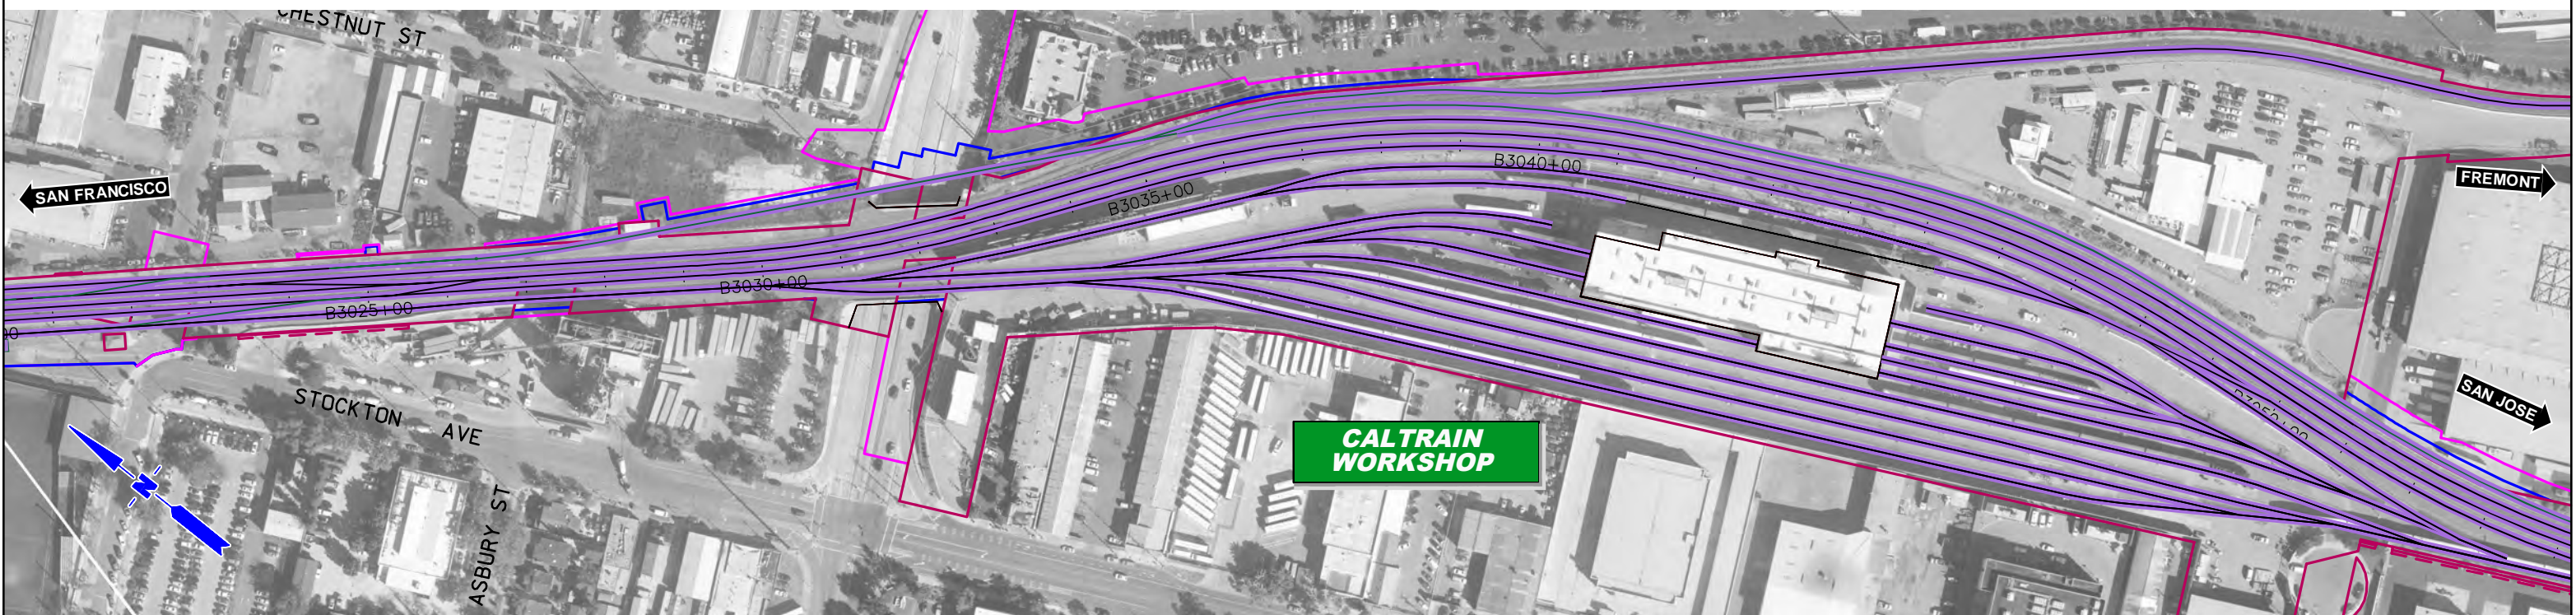 CHESTNUT ST
SAN FRANCISCO
B3040+00
FREMONT
B3035+00
B3030+00
B3025+00
SAN JOSE
STOCKTON AVE
CALTRAIN
WORKSHOP
N
ASBURY ST